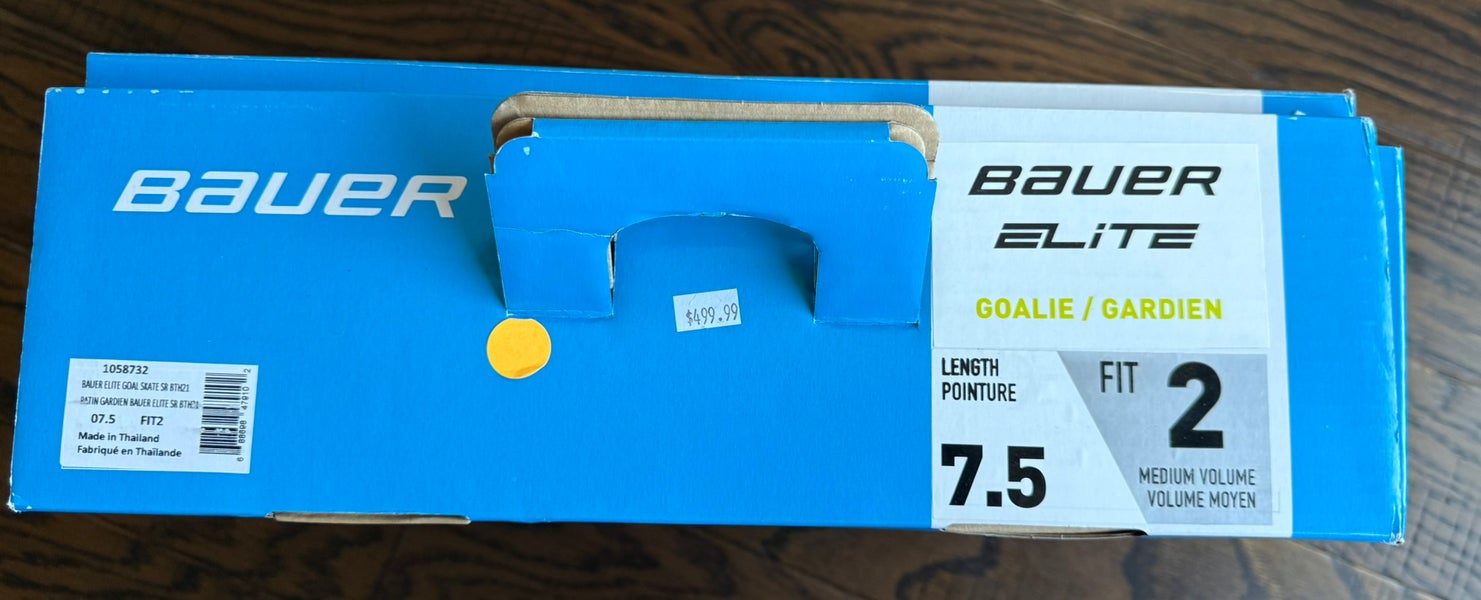 BAUER
$499.99
1058732
BAUER ELITE GOAL SKATE SR BTH21
PATIN GARDIEN BAUER ELITE SR BTH21
07.5 FIT2
Made in Thailand
Fabriqué en Thaïlande
BAUER
ELITE
GOALIE / GARDIEN
LENGTH
POINTURE
7.5
FIT 2
MEDIUM VOLUME
VOLUME MOYEN